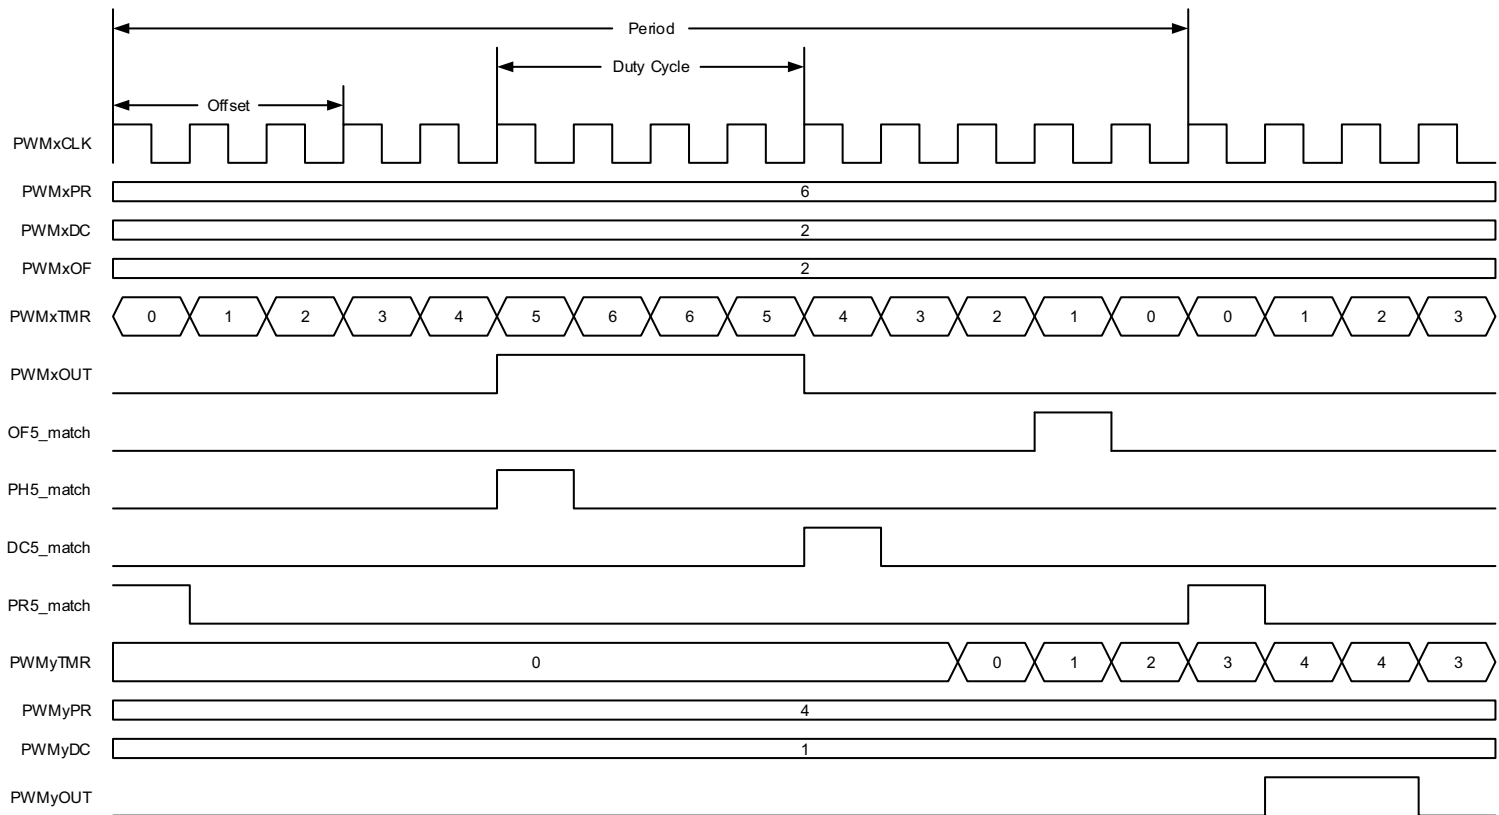 Period
Duty Cycle
Offset
PWMxCLK
PWMxPR 6
PWMxDC 2
PWMxOF 2
PWMxTMR 0 1 2 3 4 5 6 6 5 4 3 2 1 0 0 1 2 3
PWMxOUT
OF5_match
PH5_match
DC5_match
PR5_match
PWMyTMR 0 0 1 2 3 4 4 3
PWMyPR 4
PWMyDC 1
PWMyOUT